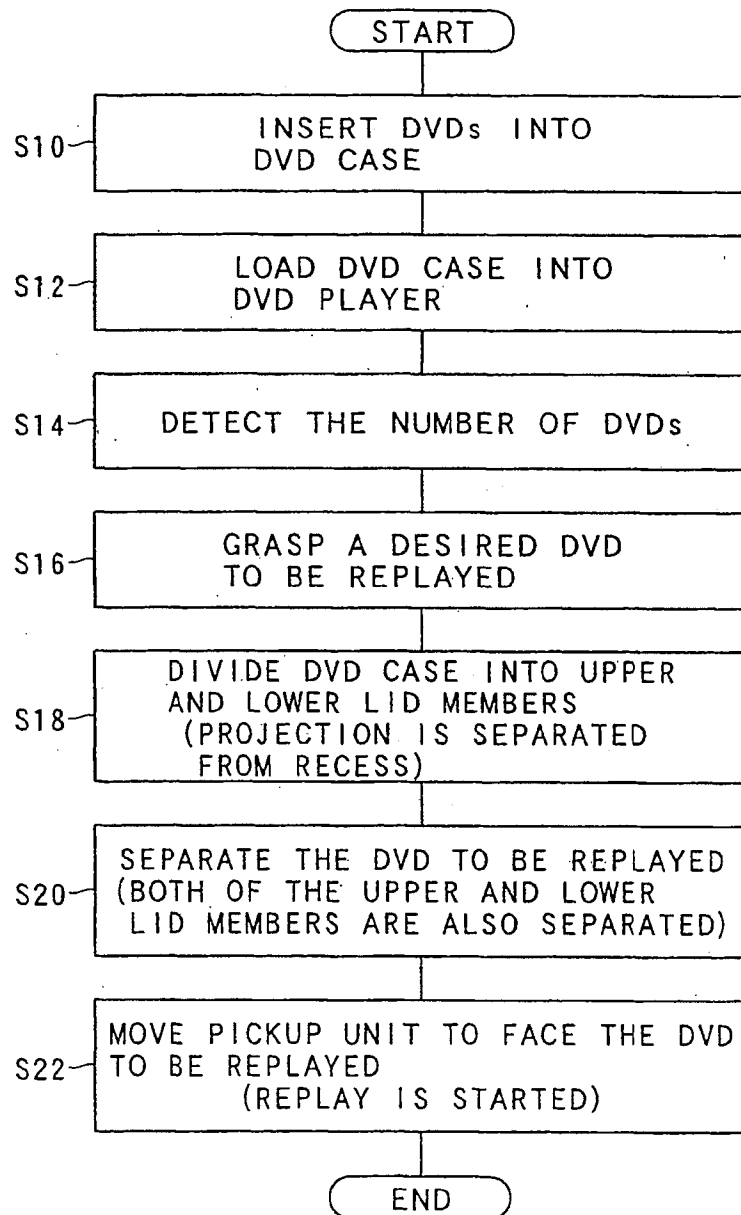 START
S10
INSERT DVDs INTO
DVD CASE
S12
LOAD DVD CASE INTO
DVD PLAYER
S14
DETECT THE NUMBER OF DVDs
S16
GRASP A DESIRED DVD
TO BE REPLAYED
S18
DIVIDE DVD CASE INTO UPPER
AND LOWER LID MEMBERS
(PROJECTION IS SEPARATED
FROM RECESS)
S20
SEPARATE THE DVD TO BE REPLAYED
(BOTH OF THE UPPER AND LOWER
LID MEMBERS ARE ALSO SEPARATED)
S22
MOVE PICKUP UNIT TO FACE THE DVD
TO BE REPLAYED
(REPLAY IS STARTED)
END